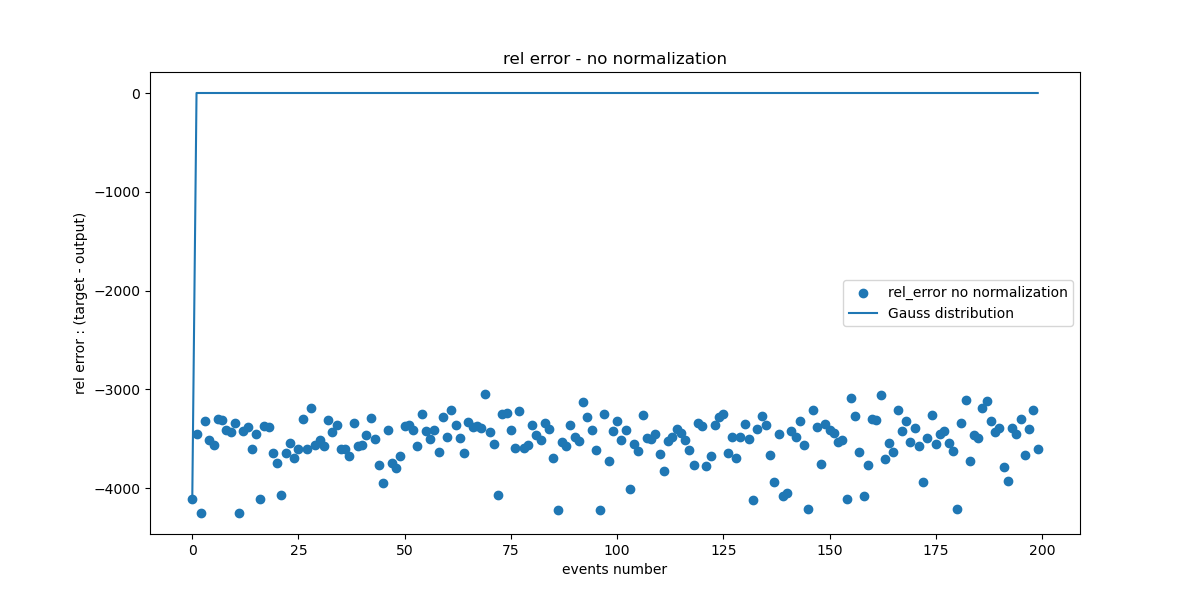 rel error - no normalization
rel error : (target - output)
0
−1000
−2000
−3000
−4000
rel_error no normalization
Gauss distribution
0 25 50 75 100 125 150 175 200
events number